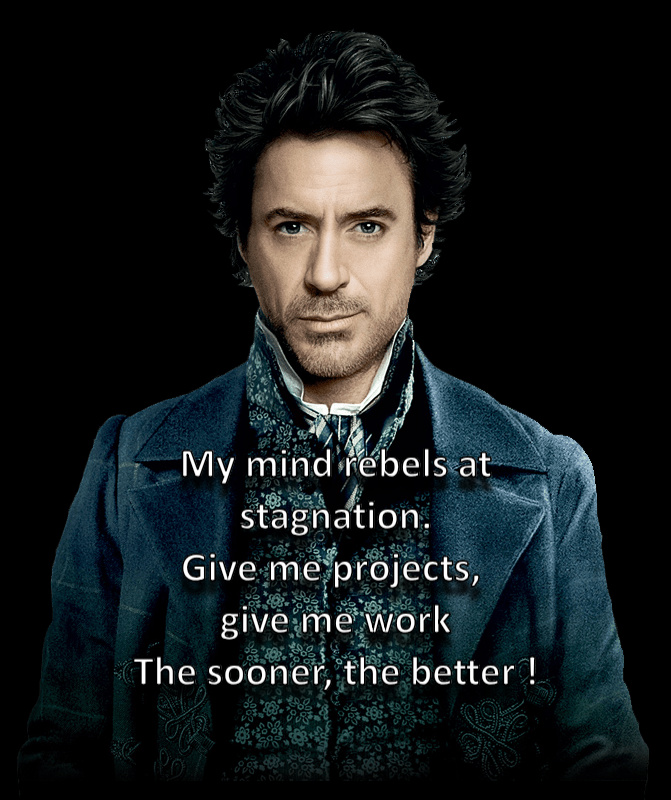 My mind rebels at
stagnation.
Give me projects,
give me work
The sooner, the better !